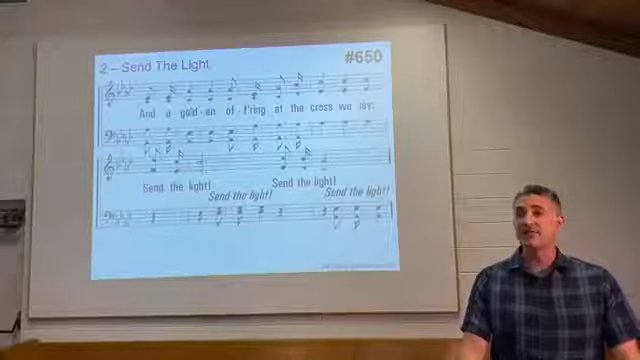 2 – Send The Light
#650
And a gold-en of-f'ring at the cross we lay:
Send the light! Send the light!
Send the light! Send the light!